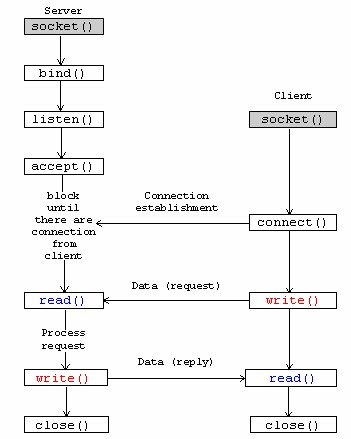 Server
socket()
bind()
Client
listen()
socket()
accept()
block
until
there are
connection
from
client
Connection
establishment
connect()
Data (request)
read()
write()
Process
request
Data (reply)
write()
read()
close()
close()